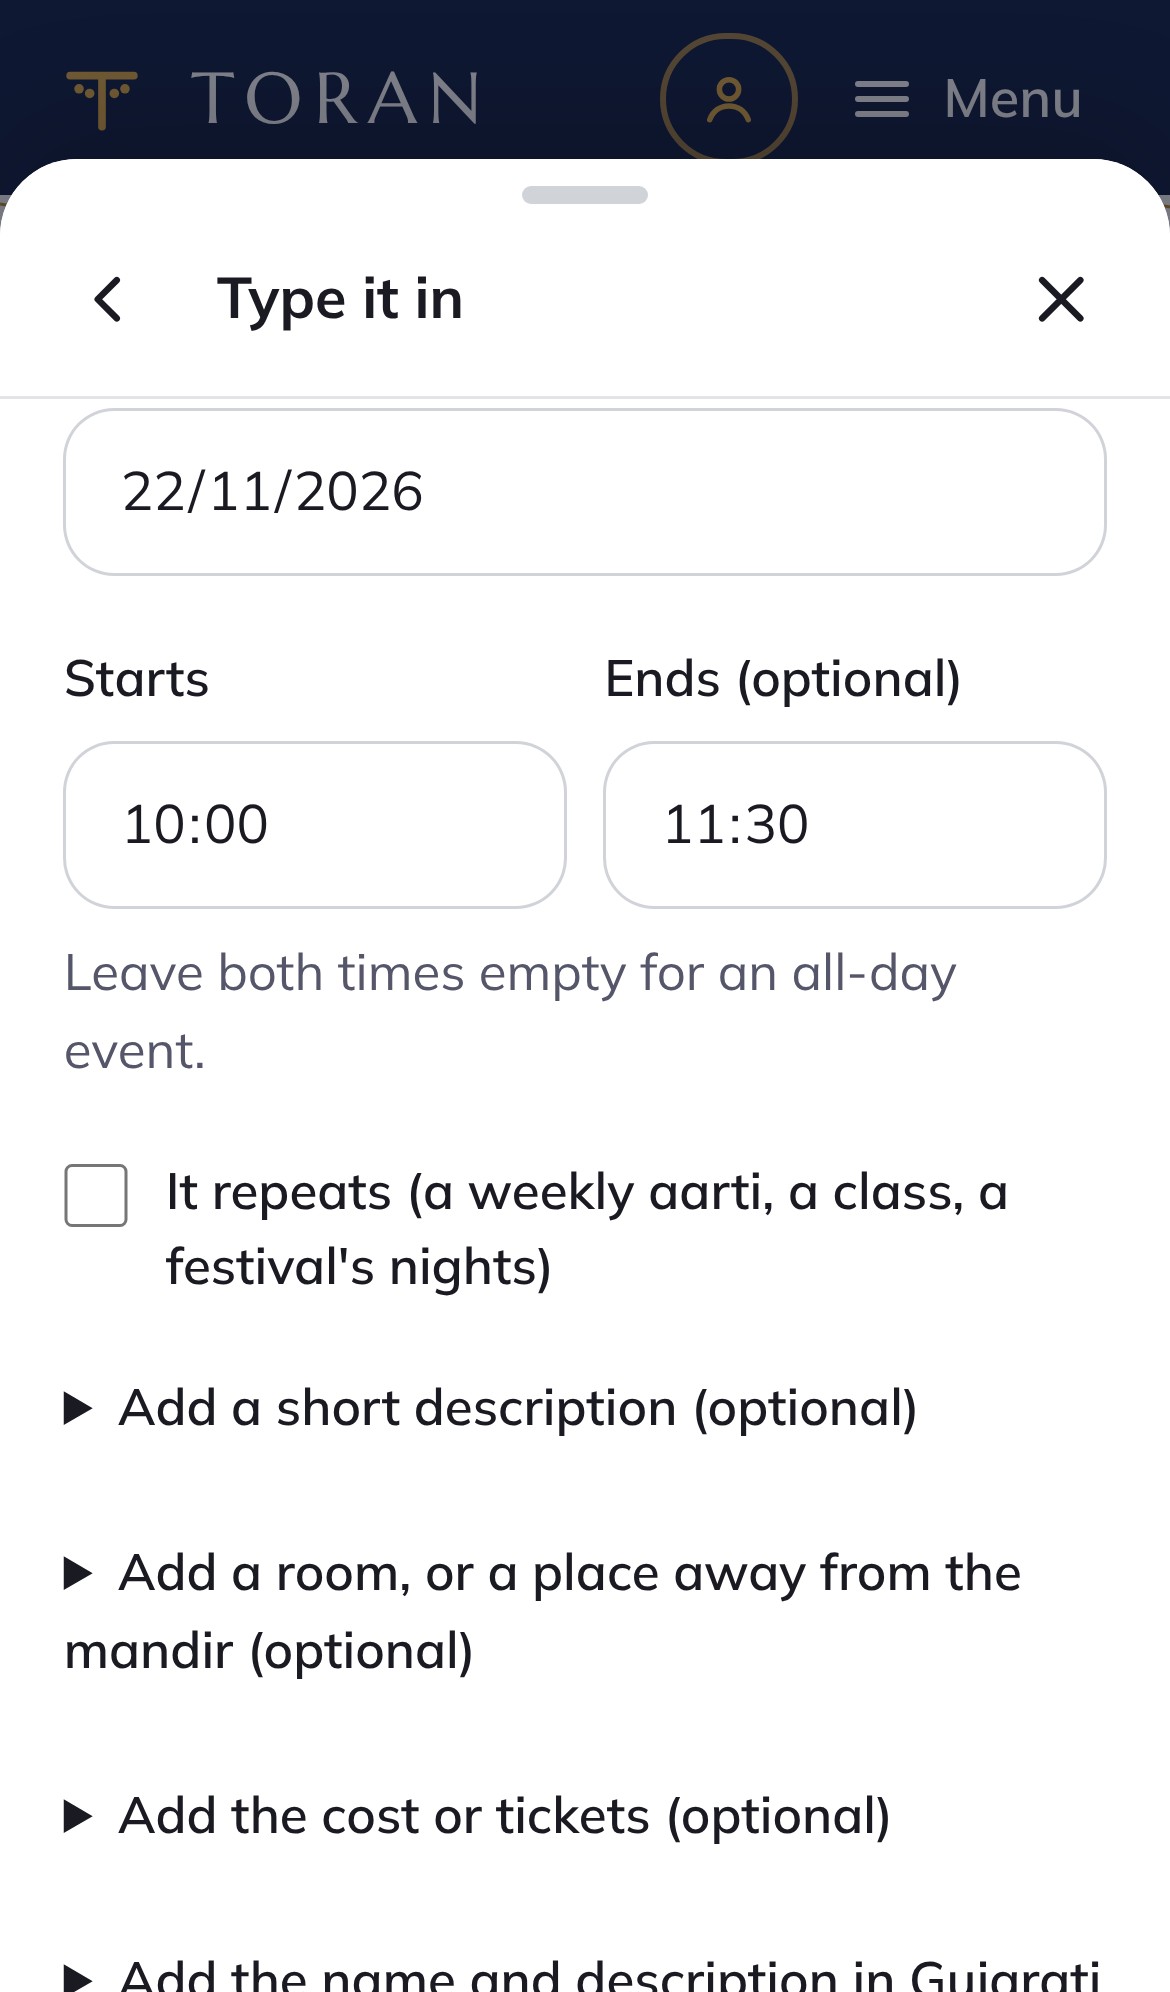 TORAN
Menu
Type it in
22/11/2026
Starts
Ends (optional)
10:00
11:30
Leave both times empty for an all-day
event.
It repeats (a weekly aarti, a class, a
festival's nights)
Add a short description (optional)
Add a room, or a place away from the
mandir (optional)
Add the cost or tickets (optional)
Add the name and description in Gujarati